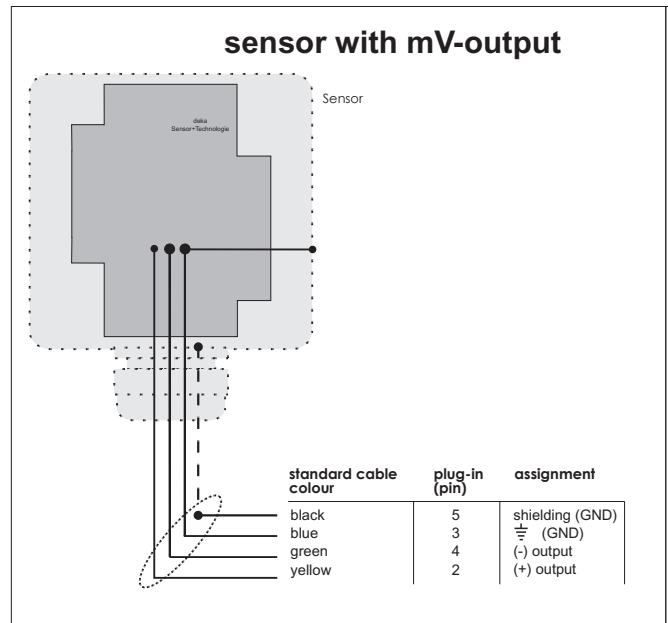 sensor with mV-output
Sensor
deka
Sensor+Technologie
standard cable colour plug-in (pin) assignment
black 5 shielding (GND)
blue 3 ⏚ (GND)
green 4 (-) output
yellow 2 (+) output